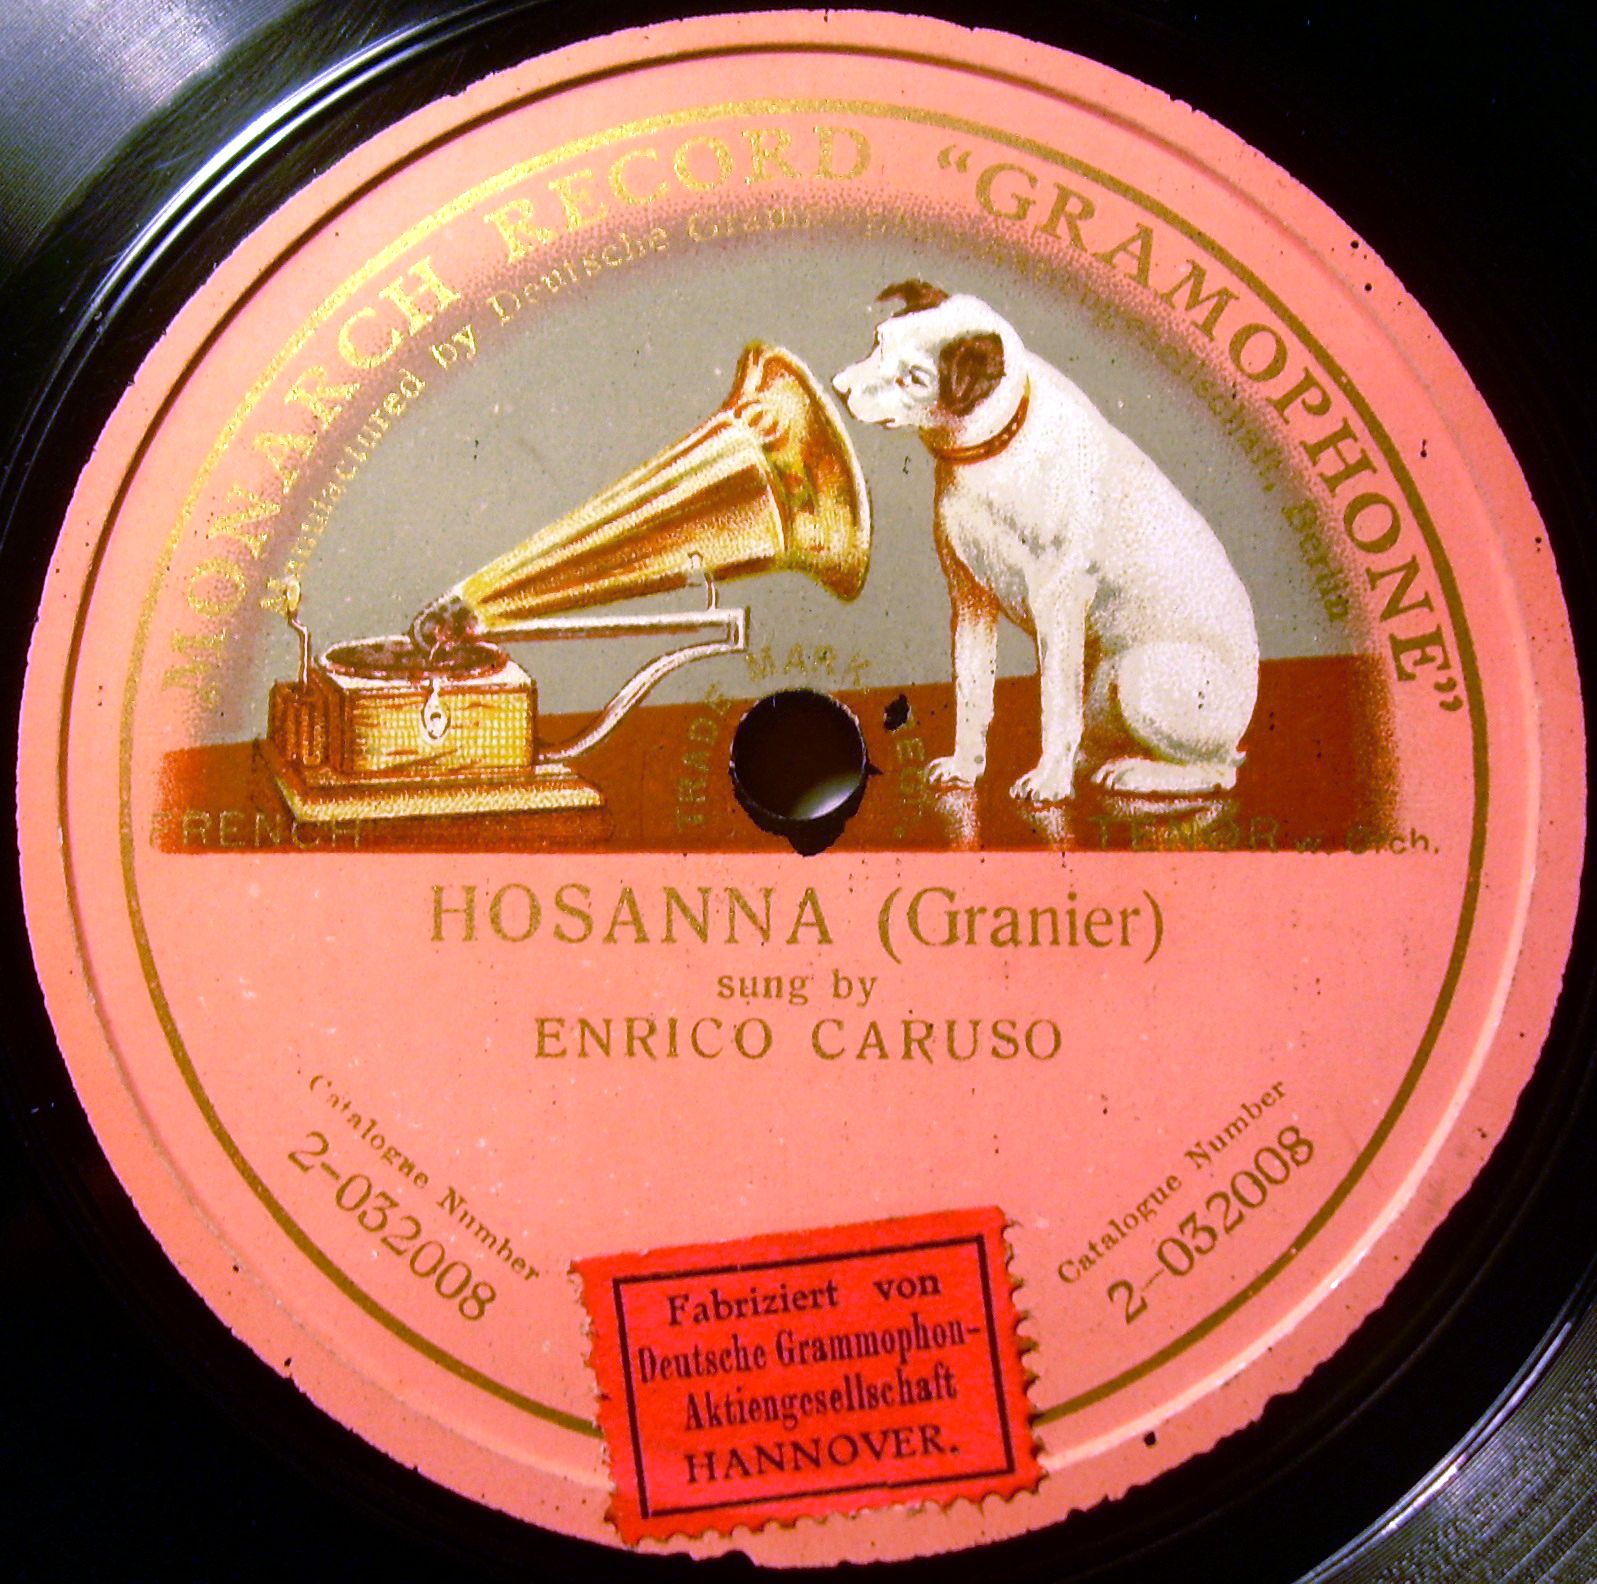 MONARCH RECORD “GRAMOPHONE”
Manufactured by Deutsche Berlin
TRADE MARK
FRENCH
TENOR w. Orch.
HOSANNA (Granier)
sung by
ENRICO CARUSO
Catalogue Number
2-032008
Catalogue Number
2-032008
Fabriziert von
Deutsche Grammophon-
Aktiengesellschaft
HANNOVER.